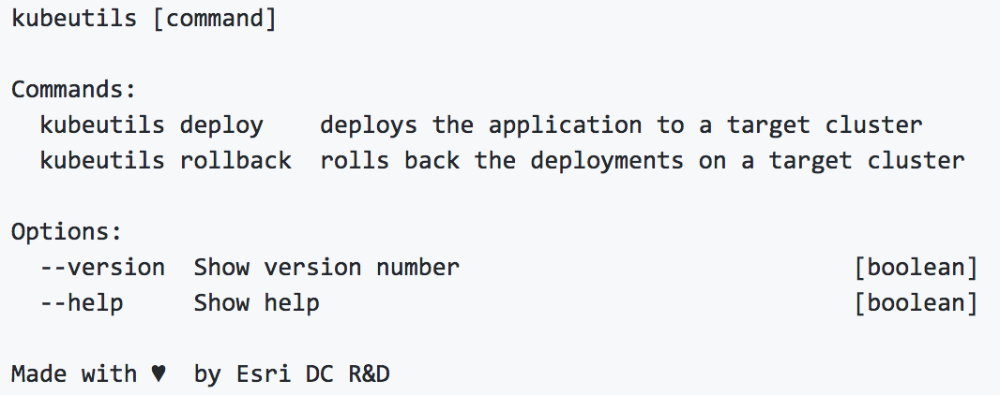 kubeutils [command]
Commands:
kubeutils deploy    deploys the application to a target cluster
kubeutils rollback  rolls back the deployments on a target cluster
Options:
--version  Show version number                            [boolean]
--help     Show help                                      [boolean]
Made with ♥  by Esri DC R&D